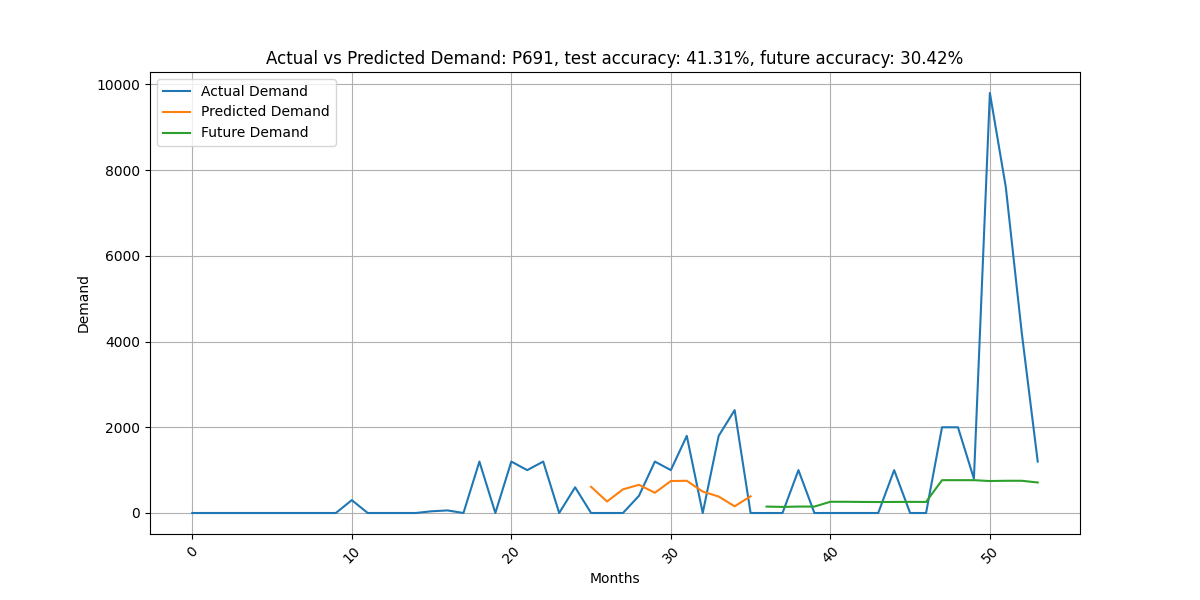 Actual vs Predicted Demand: P691, test accuracy: 41.31%, future accuracy: 30.42%
Actual Demand
Predicted Demand
Future Demand
10000
8000
6000
4000
2000
0
Demand
0 10 20 30 40 50
Months